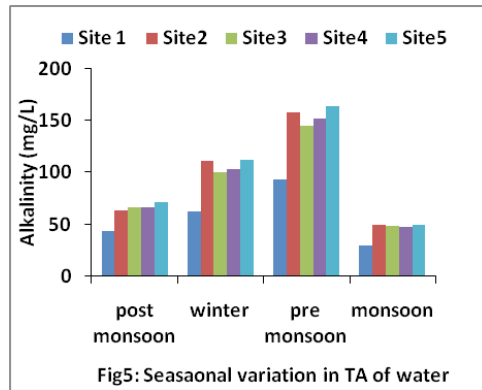 Site 1 Site2 Site3 Site4 Site5
Alkalinity (mg/L)
200
150
100
50
0
post monsoon
winter
pre monsoon
monsoon
Fig5: Seasaonal variation in TA of water